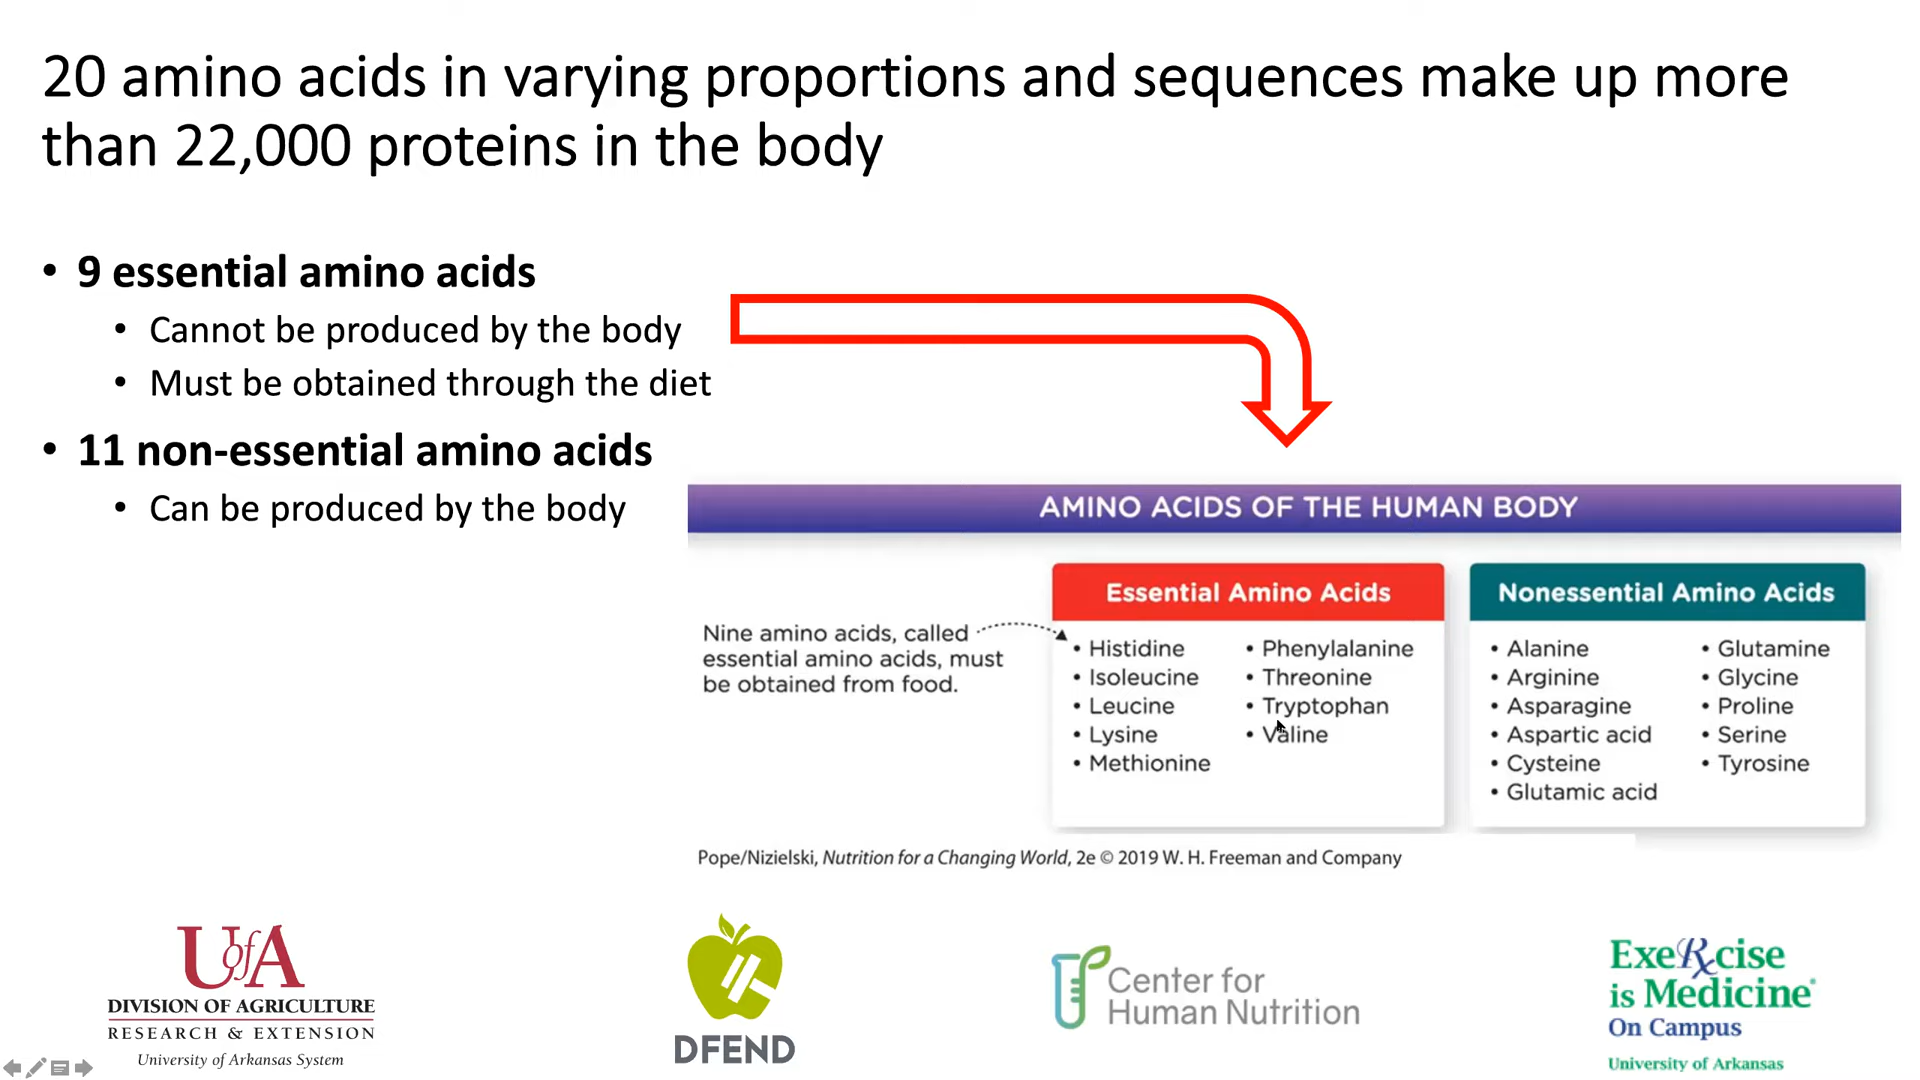 20 amino acids in varying proportions and sequences make up more
than 22,000 proteins in the body
• 9 essential amino acids
• Cannot be produced by the body
• Must be obtained through the diet
• 11 non-essential amino acids
• Can be produced by the body
AMINO ACIDS OF THE HUMAN BODY
Nine amino acids, called
essential amino acids, must
be obtained from food.
Essential Amino Acids
• Histidine
• Isoleucine
• Leucine
• Lysine
• Methionine
• Phenylalanine
• Threonine
• Tryptophan
• Valine
Nonessential Amino Acids
• Alanine
• Arginine
• Asparagine
• Aspartic acid
• Cysteine
• Glutamic acid
• Glutamine
• Glycine
• Proline
• Serine
• Tyrosine
Pope/Nizielski, Nutrition for a Changing World, 2e © 2019 W. H. Freeman and Company
UofA
DIVISION OF AGRICULTURE
RESEARCH & EXTENSION
University of Arkansas System
DFEND
Center for
Human Nutrition
ExeRxcise
is Medicine®
On Campus
University of Arkansas